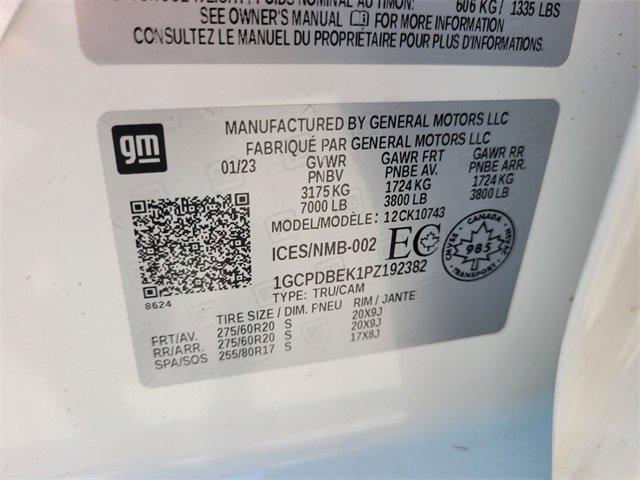 606 KG / 1335 LBS
SEE OWNER'S MANUAL FOR MORE INFORMATION
CONSULTEZ LE MANUEL DU PROPRIÉTAIRE POUR PLUS D'INFORMATIONS.
gm
MANUFACTURED BY GENERAL MOTORS LLC
FABRIQUÉ PAR GENERAL MOTORS LLC
01/23 GVWR GAWR FRT GAWR RR
PNBV PNBE AV. PNBE ARR.
3175 KG 1724 KG 1724 KG
7000 LB 3800 LB 3800 LB
MODEL/MODÈLE: 12CK10743
ICES/NMB-002 EC
CANADA
CMVSS 985 NSVAC
TRANSPORT
1GCPDBEK1PZ192382
TYPE: TRU/CAM
8624
TIRE SIZE / DIM. PNEU RIM / JANTE
FRT/AV. 275/60R20 S 20X9J
RR/ARR. 275/60R20 S 20X9J
SPA/SOS 255/80R17 S 17X8J